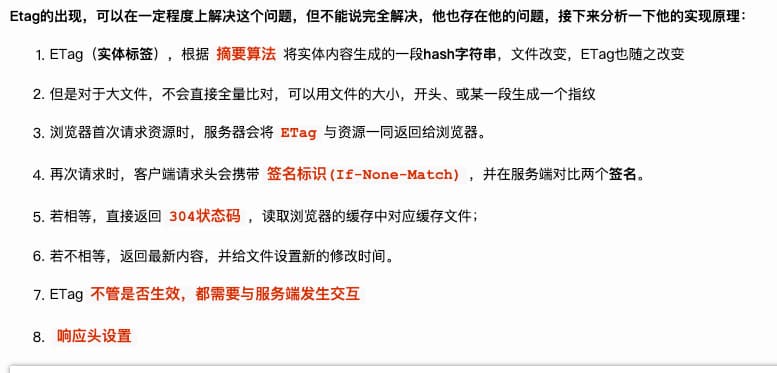 Etag的出现，可以在一定程度上解决这个问题，但不能说完全解决，他也存在他的问题，接下来分析一下他的实现原理：
1. ETag（实体标签），根据 摘要算法 将实体内容生成的一段hash字符串，文件改变，ETag也随之改变
2. 但是对于大文件，不会直接全量比对，可以用文件的大小，开头、或某一段生成一个指纹
3. 浏览器首次请求资源时，服务器会将 ETag 与资源一同返回给浏览器。
4. 再次请求时，客户端请求头会携带 签名标识(If-None-Match) ，并在服务端对比两个签名。
5. 若相等，直接返回 304状态码 ，读取浏览器的缓存中对应缓存文件；
6. 若不相等，返回最新内容，并给文件设置新的修改时间。
7. ETag 不管是否生效，都需要与服务端发生交互
8. 响应头设置